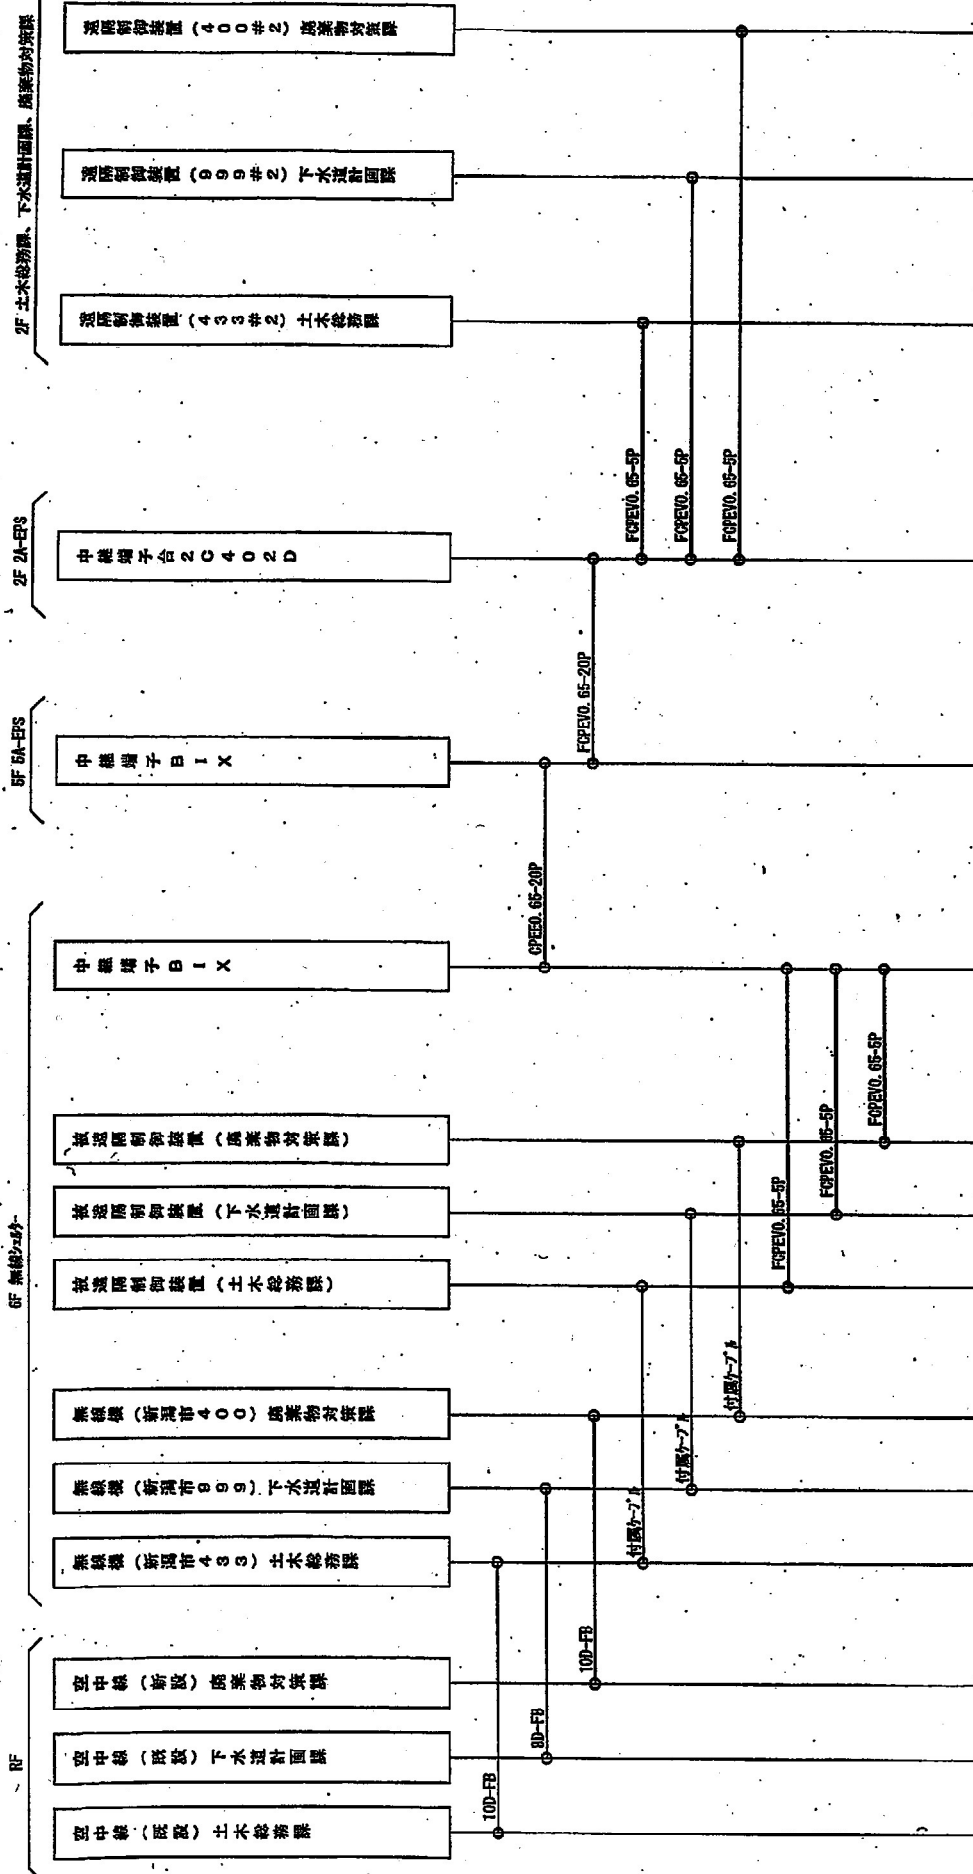 2F 土木総務課、下水道計画課、廃棄物対策課
遠隔制御装置（400＃2）廃棄物対策課
遠隔制御装置（999＃2）下水道計画課
遠隔制御装置（433＃2）土木総務課
2F 2A-EPS
中継端子台2C402D
5F 5A-EPS
中継端子BIX
6F 無線シェルター
中継端子BIX
被遠隔制御装置（廃棄物対策課）
被遠隔制御装置（下水道計画課）
被遠隔制御装置（土木総務課）
無線機（新潟市400）廃棄物対策課
無線機（新潟市999）下水道計画課
無線機（新潟市433）土木総務課
RF
空中線（新設）廃棄物対策課
空中線（既設）下水道計画課
空中線（既設）土木総務課
FCPEV0.65-5P
FCPEV0.65-5P
FCPEV0.65-5P
FCPEV0.65-20P
CPEE0.65-20P
FCPEV0.65-5P
FCPEV0.65-5P
FCPEV0.65-5P
付属ケーブル
付属ケーブル
付属ケーブル
10D-FB
8D-FB
10D-FB